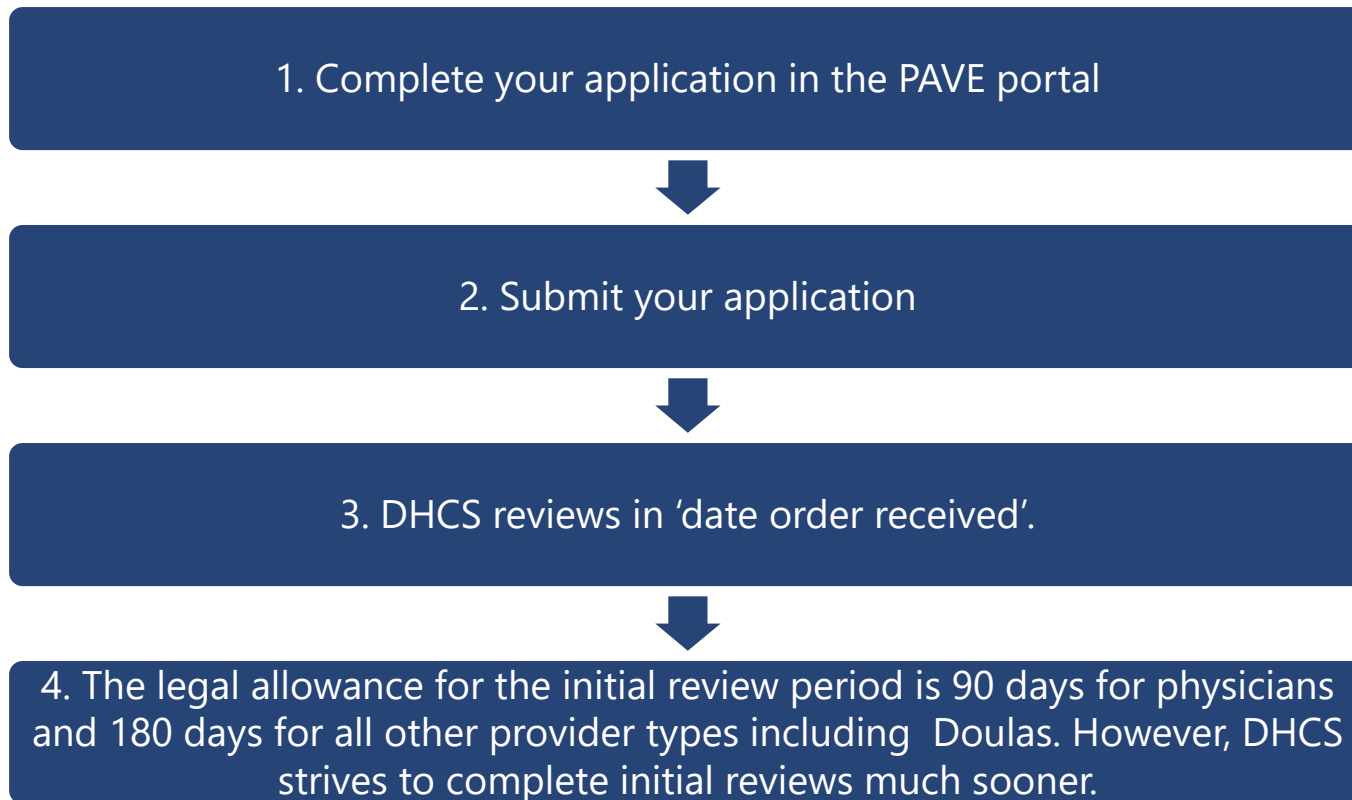 1. Complete your application in the PAVE portal
2. Submit your application
3. DHCS reviews in ‘date order received’.
4. The legal allowance for the initial review period is 90 days for physicians
and 180 days for all other provider types including  Doulas. However, DHCS
strives to complete initial reviews much sooner.